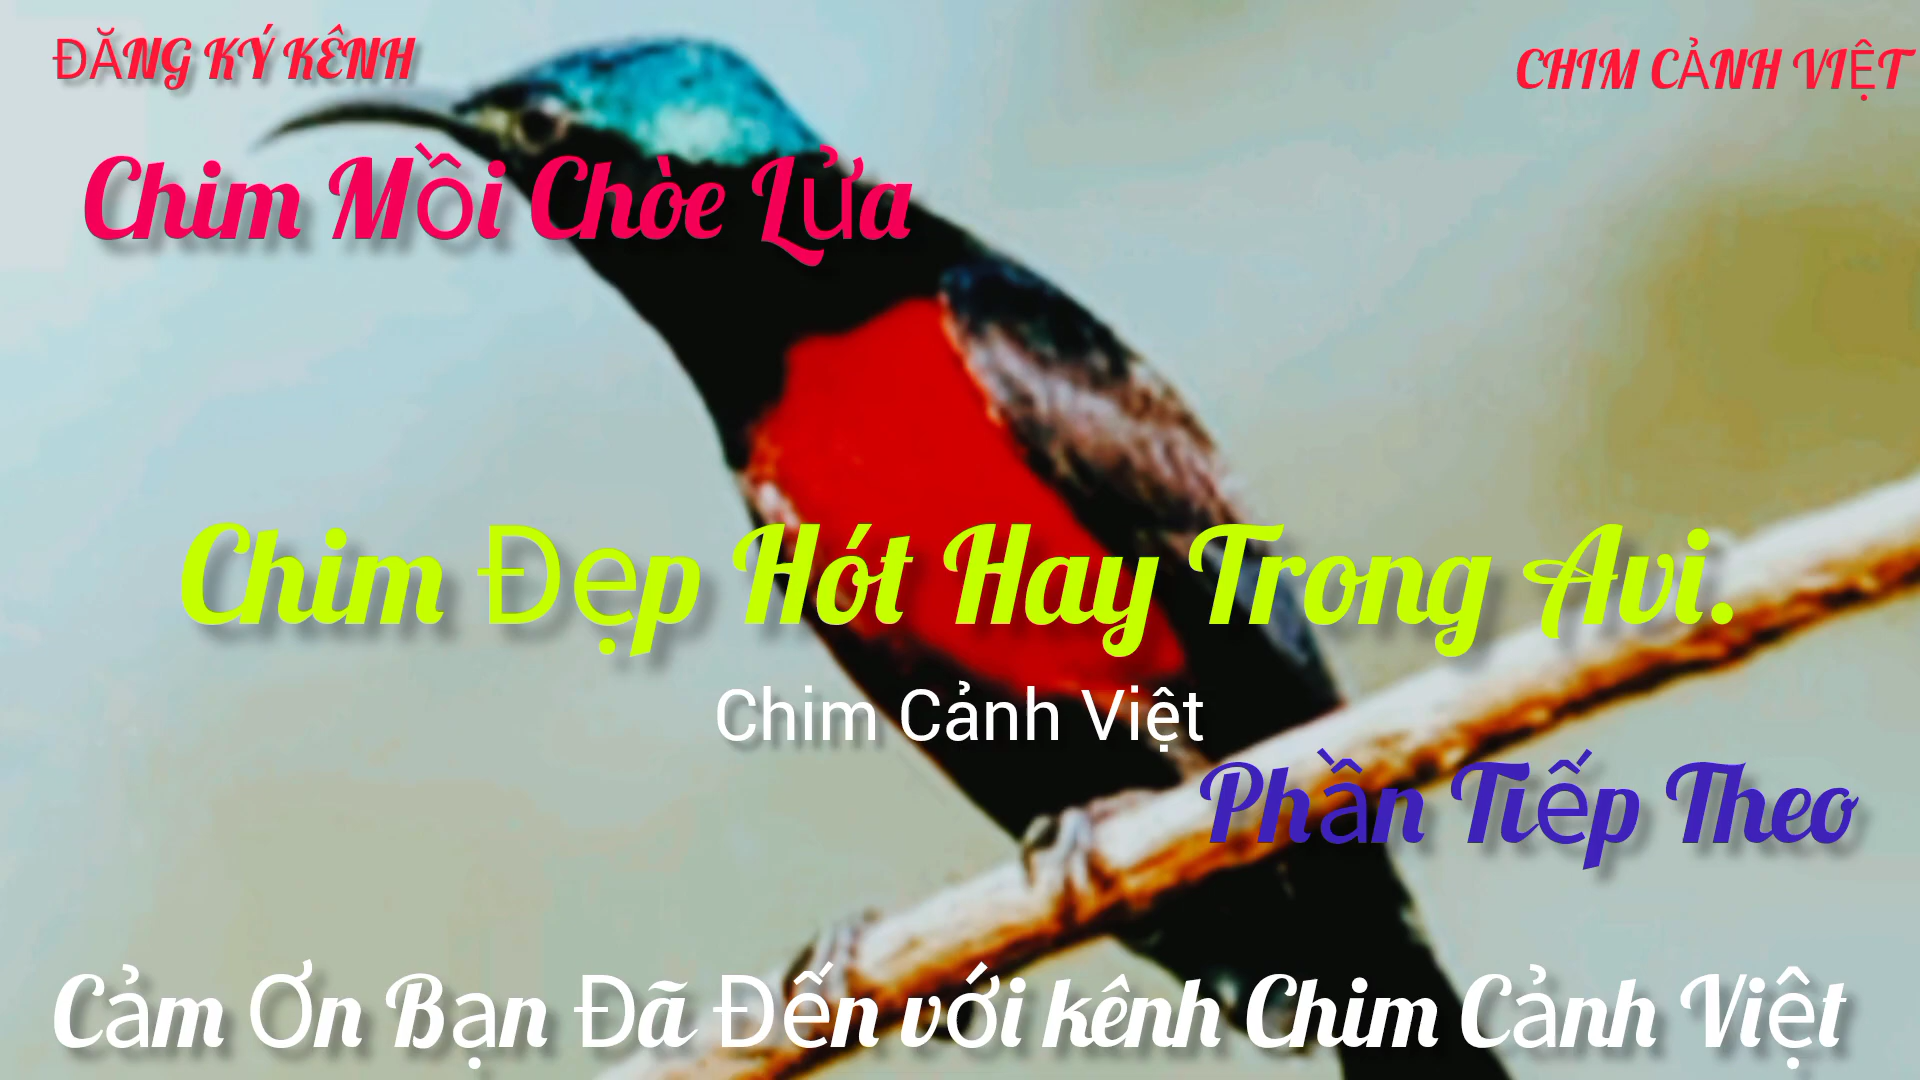 ĐĂNG KÝ KÊNH
CHIM CẢNH VIỆT
Chim Mồi Chòe Lửa
Chim Đẹp Hót Hay Trong Avi.
Chim Cảnh Việt
Phần Tiếp Theo
Cảm Ơn Bạn Đã Đến với kênh Chim Cảnh Việt